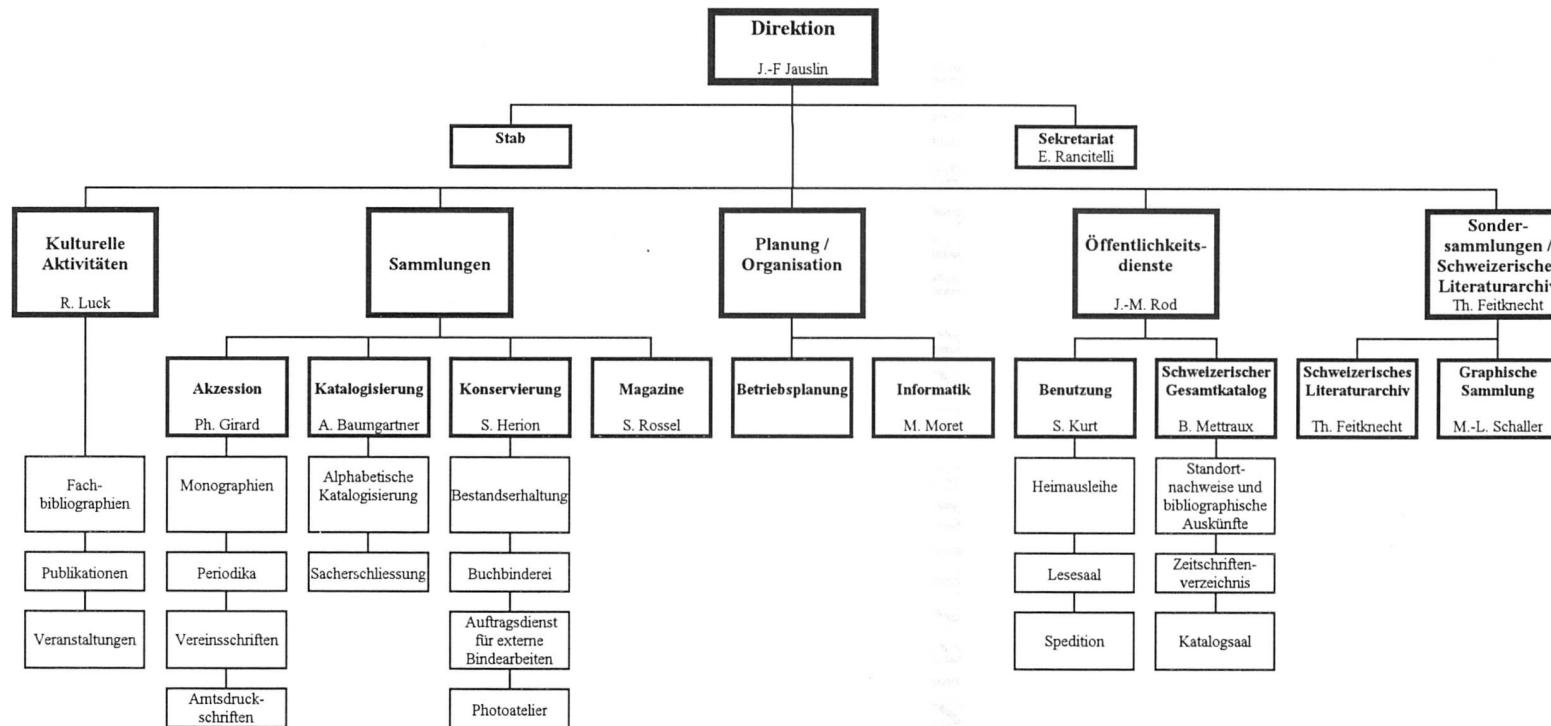 Direktion
J.-F Jauslin
Stab
Sekretariat
E. Rancitelli
Kulturelle
Aktivitäten
R. Luck
Sammlungen
Planung /
Organisation
Öffentlichkeits-
dienste
J.-M. Rod
Sonder-
sammlungen /
Schweizerische
Literaturarchiv
Th. Feitknecht
Akzession
Ph. Girard
Katalogisierung
A. Baumgartner
Konservierung
S. Herion
Magazine
S. Rossel
Betriebsplanung
Informatik
M. Moret
Benutzung
S. Kurt
Schweizerischer
Gesamtkatalog
B. Mettraux
Schweizerisches
Literaturarchiv
Th. Feitknecht
Graphische
Sammlung
M.-L. Schaller
Fach-
bibliographien
Publikationen
Veranstaltungen
Monographien
Periodika
Vereinsschriften
Amtsdruck-
schriften
Alphabetische
Katalogisierung
Sacherschliessung
Bestandserhaltung
Buchbinderei
Auftragsdienst
für externe
Bindearbeiten
Photoatelier
Heimausleihe
Lesesaal
Spedition
Standort-
nachweise und
bibliographische
Auskünfte
Zeitschriften-
verzeichnis
Katalogsaal